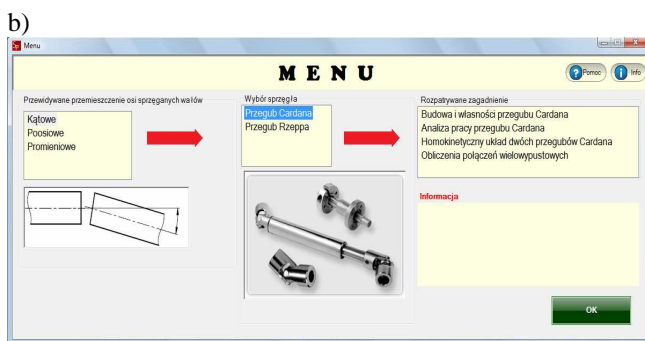 b)
Menu
MENU
Pomoc
Info
Przewidywane przemieszczenie osi sprzęganych wałów
Kątowe
Poosiowe
Promieniowe
Wybór sprzęgła
Przegub Cardana
Przegub Rzeppa
Rozpatrywane zagadnienie
Budowa i własności przegubu Cardana
Analiza pracy przegubu Cardana
Homokinetyczny układ dwóch przegubów Cardana
Obliczenia połączeń wielowypustowych
Informacja
OK